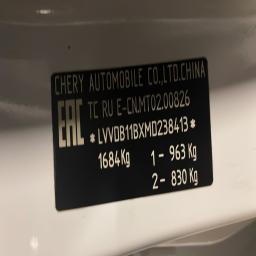 CHERY AUTOMOBILE CO.,LTD.CHINA
EAC TC RU E-CN.MT02.00826
*LVVDB11BXMD238413*
1684Kg 1- 963 Kg
2- 830 Kg